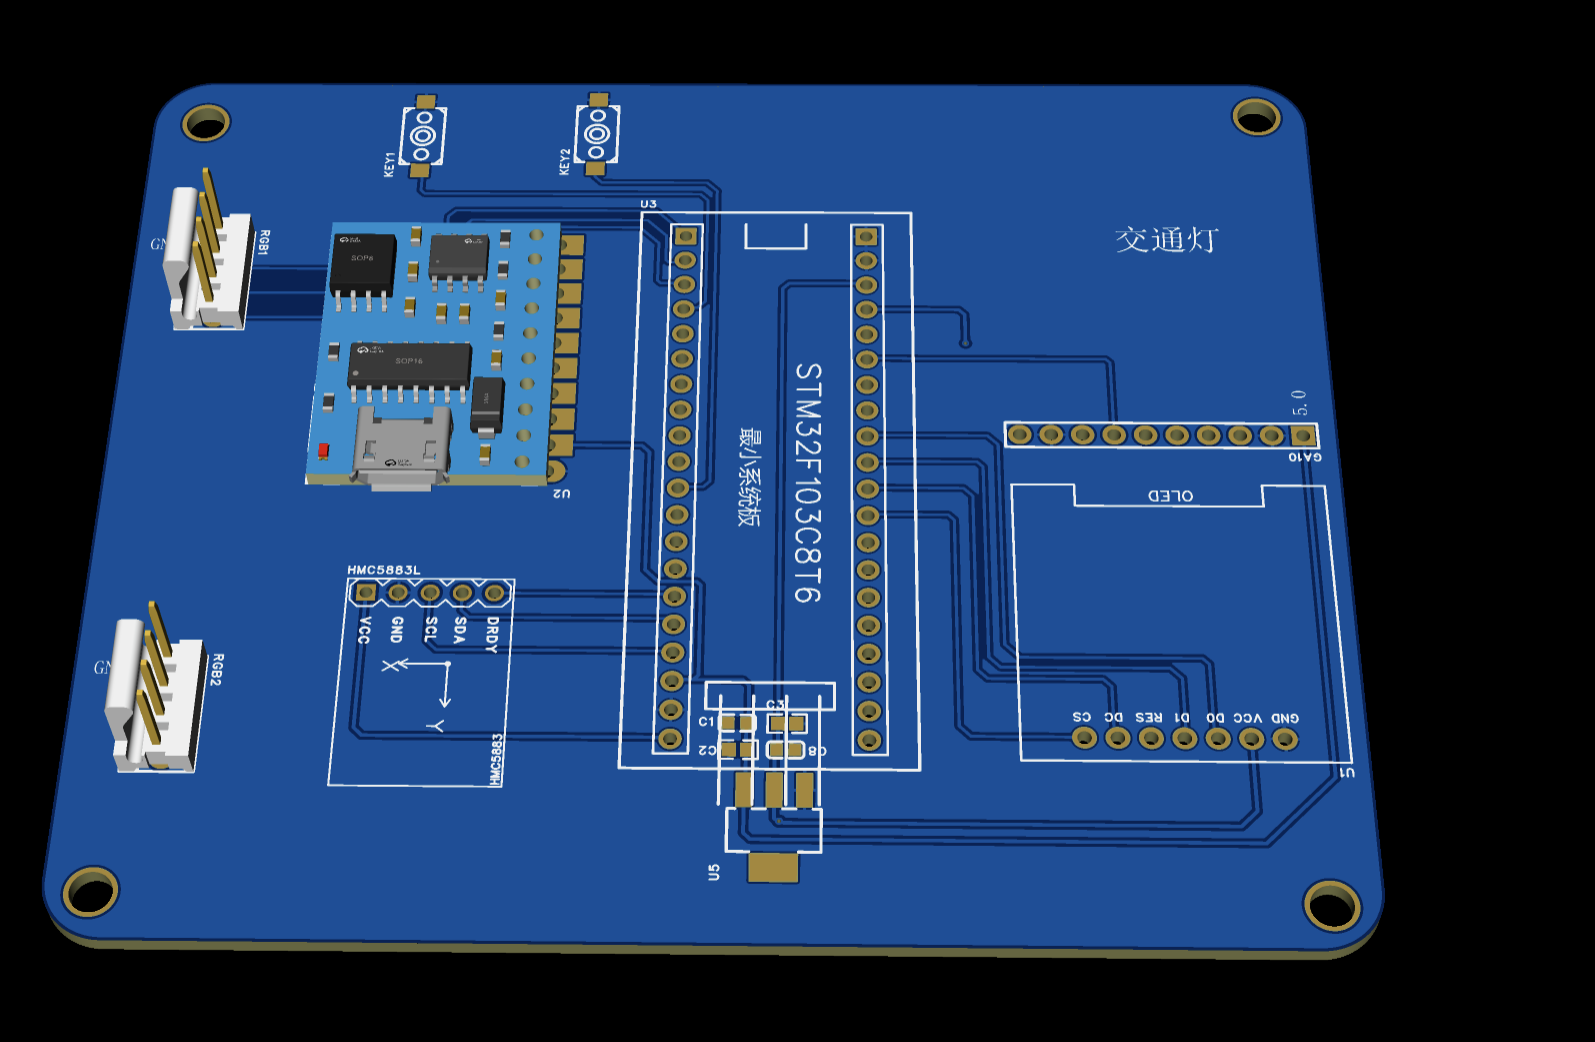 KEY1
KEY2
U3
交通灯
GN
RGB1
SOP6
SOP16
5.0
GA10
U2
最小系统板
STM32F103C8T6
OLED
HMC5883L
VCC
GND
SCL
SDA
DRDY
X
Y
HMC5883
GN
RGB2
C1
C3
C2
C8
U5
CS
DC
RES
D1
D0
VCC
GND
U1